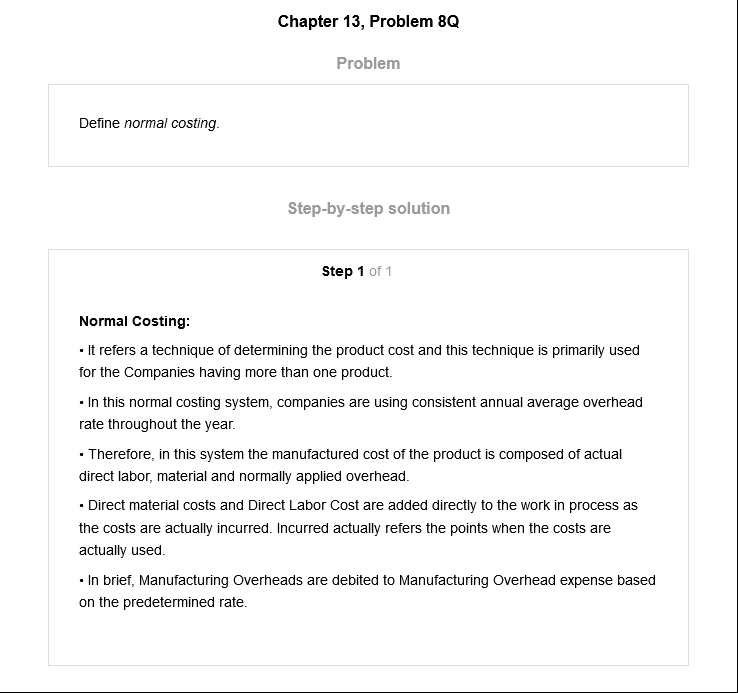 Chapter 13, Problem 8Q
Problem
Define normal costing.
Step-by-step solution
Step 1 of 1
Normal Costing:
• It refers a technique of determining the product cost and this technique is primarily used
for the Companies having more than one product.
• In this normal costing system, companies are using consistent annual average overhead
rate throughout the year.
• Therefore, in this system the manufactured cost of the product is composed of actual
direct labor, material and normally applied overhead.
• Direct material costs and Direct Labor Cost are added directly to the work in process as
the costs are actually incurred. Incurred actually refers the points when the costs are
actually used.
• In brief, Manufacturing Overheads are debited to Manufacturing Overhead expense based
on the predetermined rate.